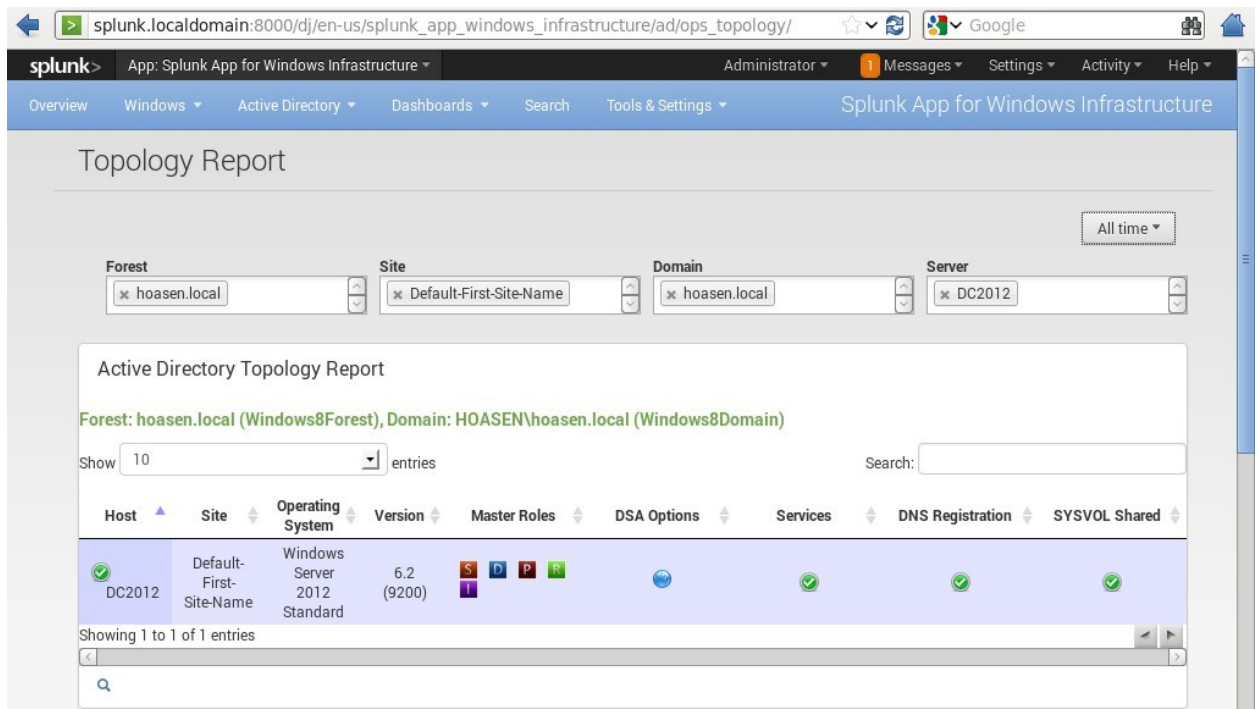 splunk.localdomain:8000/dj/en-us/splunk_app_windows_infrastructure/ad/ops_topology/ Google
splunk> App: Splunk App for Windows Infrastructure Administrator 1 Messages Settings Activity Help
Overview Windows Active Directory Dashboards Search Tools & Settings Splunk App for Windows Infrastructure
Topology Report
All time
Forest Site Domain Server
hoasen.local Default-First-Site-Name hoasen.local DC2012
Active Directory Topology Report
Forest: hoasen.local (Windows8Forest), Domain: HOASEN\hoasen.local (Windows8Domain)
Show 10 entries Search:
Host Site Operating System Version Master Roles DSA Options Services DNS Registration SYSVOL Shared
DC2012 Default-First-Site-Name Windows Server 2012 Standard 6.2 (9200) S D P R I
Showing 1 to 1 of 1 entries